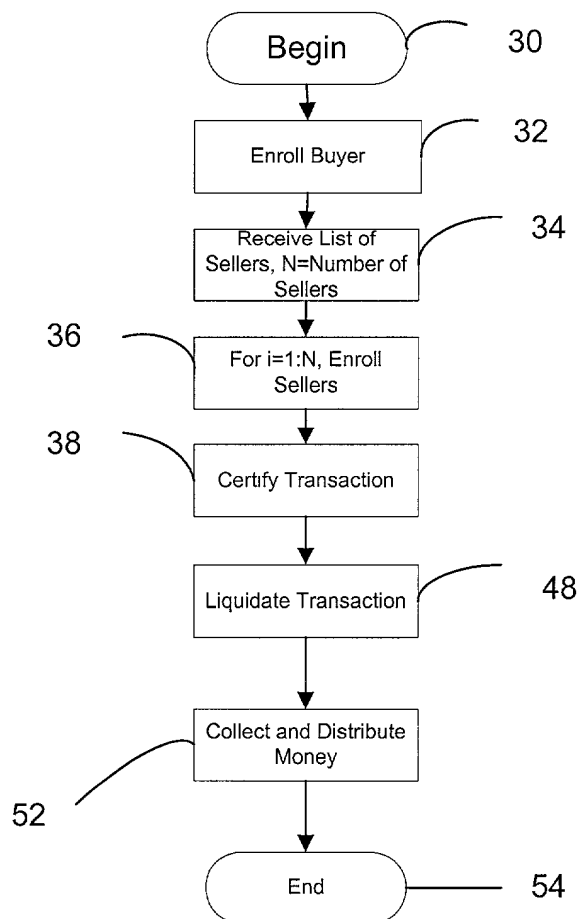 Begin
30
32
Enroll Buyer
34
Receive List of
Sellers, N=Number of
Sellers
36
For i=1:N, Enroll
Sellers
38
Certify Transaction
Liquidate Transaction
48
Collect and Distribute
Money
52
End
54